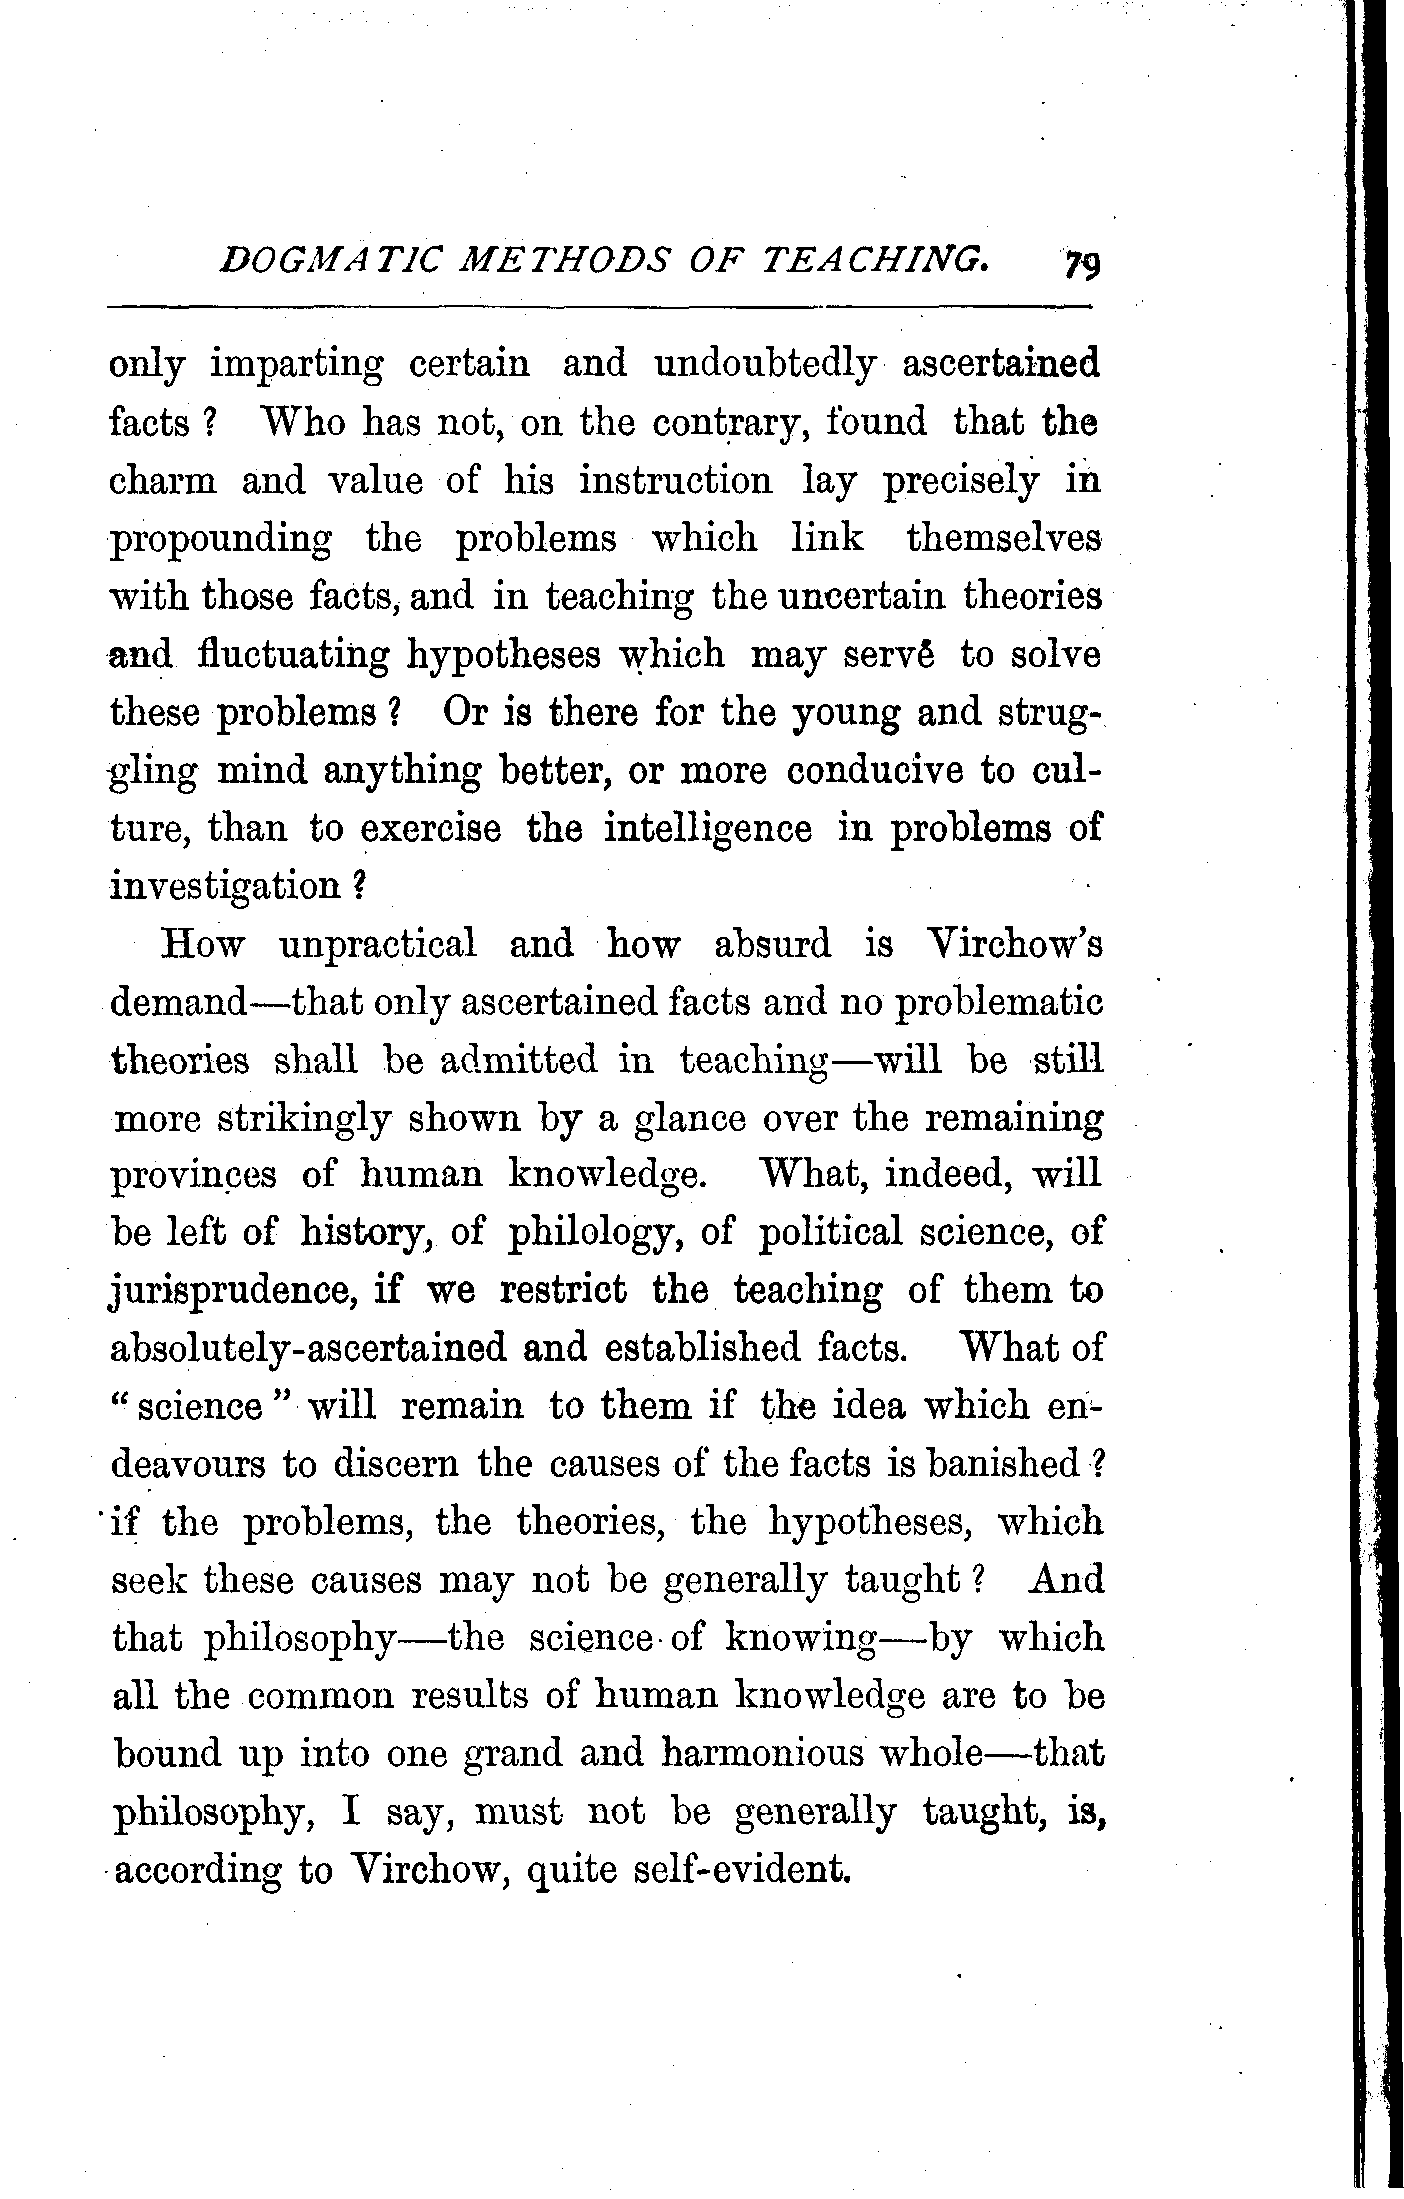 DOGMATIC METHODS OF TEACHING. 79
only imparting certain and undoubtedly ascertained
facts? Who has not, on the contrary, found that the
charm and value of his instruction lay precisely in
propounding the problems which link themselves
with those facts, and in teaching the uncertain theories
and fluctuating hypotheses which may serve to solve
these problems? Or is there for the young and strug-
gling mind anything better, or more conducive to cul-
ture, than to exercise the intelligence in problems of
investigation?
How unpractical and how absurd is Virchow's
demand—that only ascertained facts and no problematic
theories shall be admitted in teaching—will be still
more strikingly shown by a glance over the remaining
provinces of human knowledge. What, indeed, will
be left of history, of philology, of political science, of
jurisprudence, if we restrict the teaching of them to
absolutely-ascertained and established facts. What of
“science” will remain to them if the idea which en-
deavours to discern the causes of the facts is banished?
if the problems, the theories, the hypotheses, which
seek these causes may not be generally taught? And
that philosophy—the science of knowing—by which
all the common results of human knowledge are to be
bound up into one grand and harmonious whole—that
philosophy, I say, must not be generally taught, is,
according to Virchow, quite self-evident.